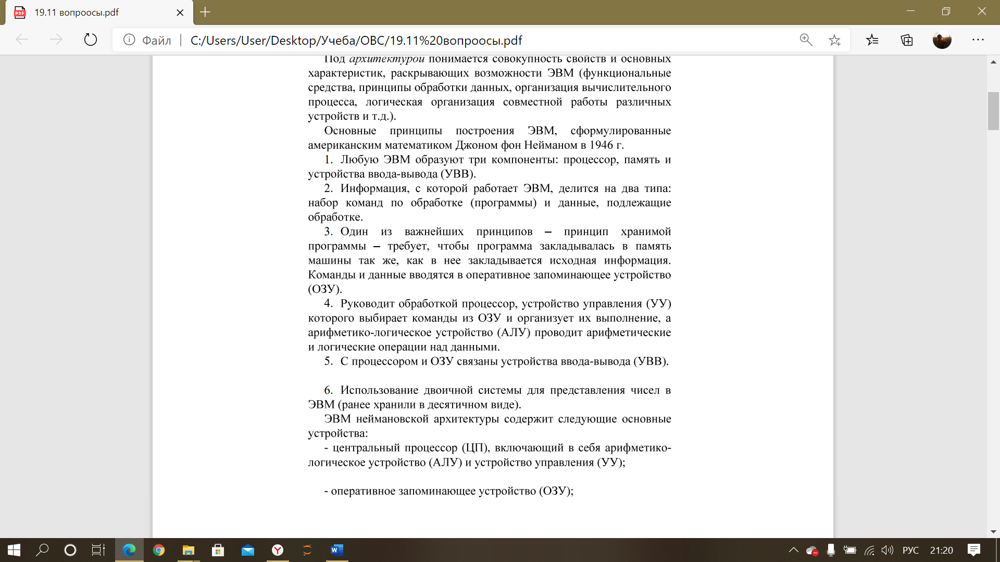 19.11 вопроосы.pdf
Файл
C:/Users/User/Desktop/Учеба/ОВС/19.11%20вопроосы.pdf
Под архитектурой понимается совокупность свойств и основных
характеристик, раскрывающих возможности ЭВМ (функциональные
средства, принципы обработки данных, организация вычислительного
процесса, логическая организация совместной работы различных
устройств и т.д.).
Основные принципы построения ЭВМ, сформулированные
американским математиком Джоном фон Нейманом в 1946 г.
1. Любую ЭВМ образуют три компоненты: процессор, память и
устройства ввода-вывода (УВВ).
2. Информация, с которой работает ЭВМ, делится на два типа:
набор команд по обработке (программы) и данные, подлежащие
обработке.
3. Один из важнейших принципов – принцип хранимой
программы – требует, чтобы программа закладывалась в память
машины так же, как в нее закладывается исходная информация.
Команды и данные вводятся в оперативное запоминающее устройство
(ОЗУ).
4. Руководит обработкой процессор, устройство управления (УУ)
которого выбирает команды из ОЗУ и организует их выполнение, а
арифметико-логическое устройство (АЛУ) проводит арифметические
и логические операции над данными.
5. С процессором и ОЗУ связаны устройства ввода-вывода (УВВ).
6. Использование двоичной системы для представления чисел в
ЭВМ (ранее хранили в десятичном виде).
ЭВМ неймановской архитектуры содержит следующие основные
устройства:
- центральный процессор (ЦП), включающий в себя арифметико-
логическое устройство (АЛУ) и устройство управления (УУ);
- оперативное запоминающее устройство (ОЗУ);
РУС
21:20